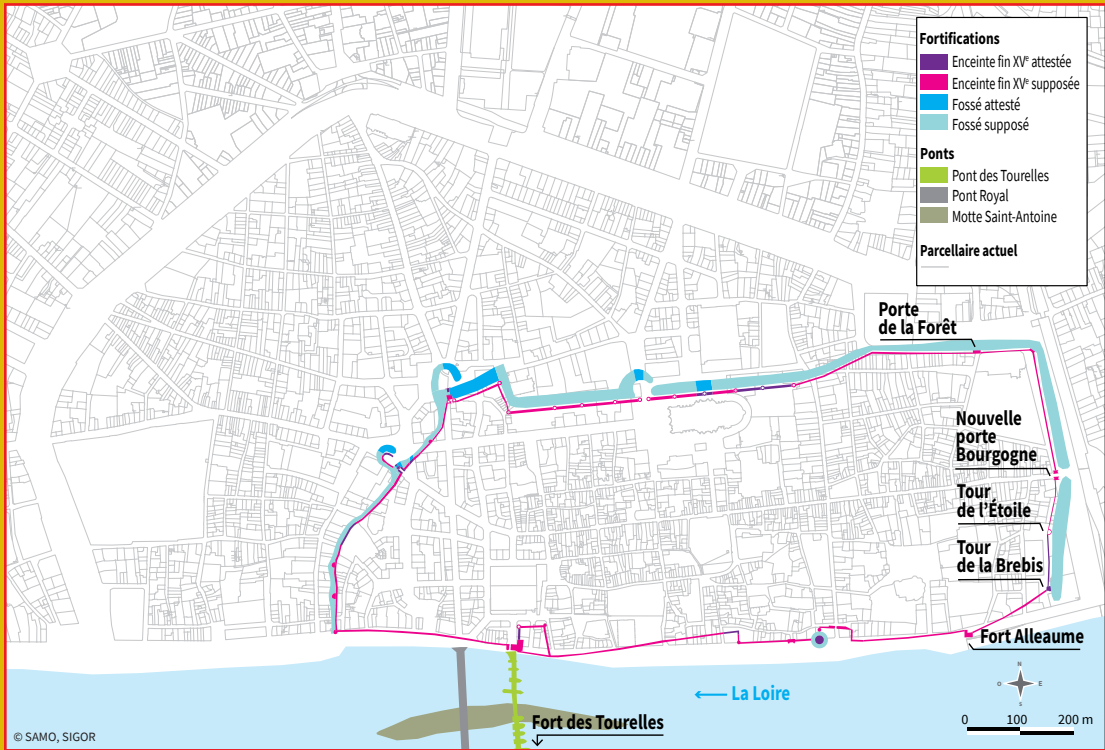 Fortifications
Enceinte fin XVe attestée
Enceinte fin XVe supposée
Fossé attesté
Fossé supposé
Ponts
Pont des Tourelles
Pont Royal
Motte Saint-Antoine
Parcellaire actuel
Porte
de la Forêt
Nouvelle
porte
Bourgogne
Tour
de l’Étoile
Tour
de la Brebis
Fort Alleaume
N
O
E
S
La Loire
Fort des Tourelles
0 100 200 m
© SAMO, SIGOR